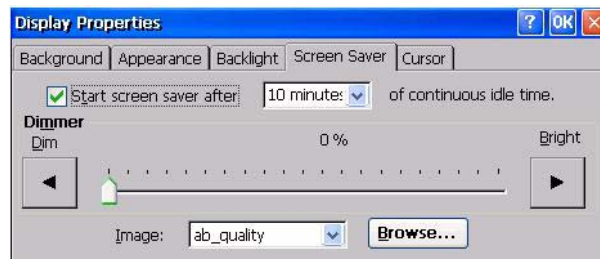 Display Properties ? OK ×
Background Appearance Backlight Screen Saver Cursor
Start screen saver after 10 minutes of continuous idle time.
Dimmer
Dim 0 % Bright
Image: ab_quality Browse...